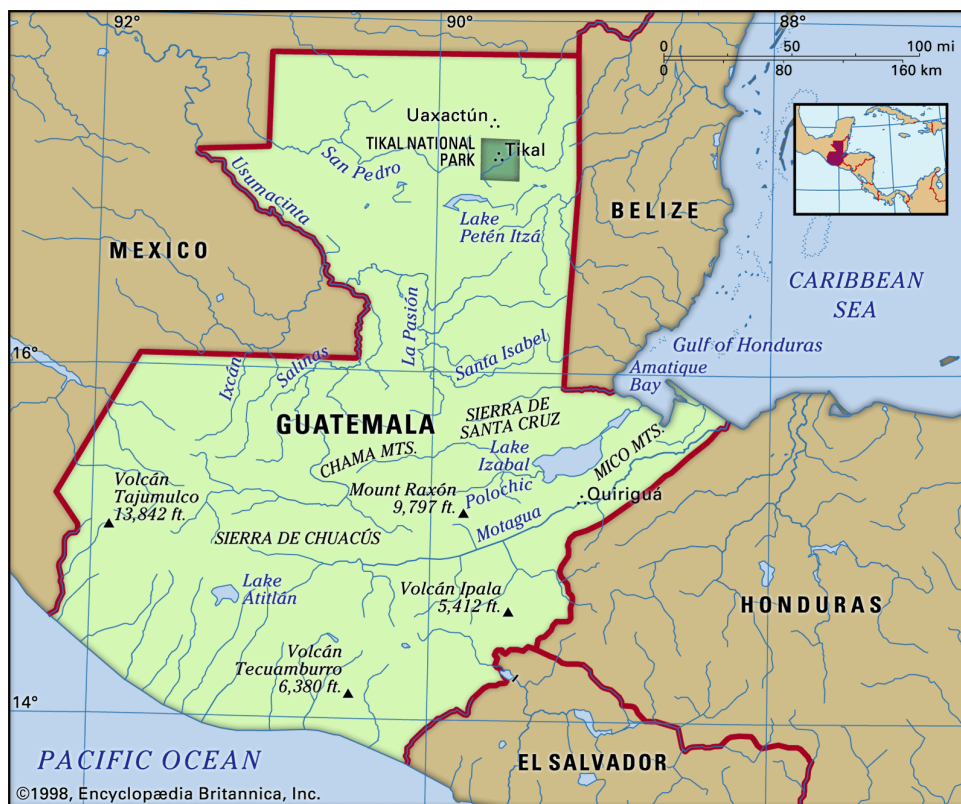 92°
90°
88°
0 50 100 mi
0 80 160 km
Uaxactún
TIKAL NATIONAL
PARK
Tikal
San Pedro
Usumacinta
Lake
Petén Itzá
BELIZE
MEXICO
CARIBBEAN
SEA
La Pasión
Gulf of Honduras
Santa Isabel
Amatique
Bay
16°
Ixcán
Salinas
GUATEMALA
SIERRA DE
SANTA CRUZ
CHAMA MTS.
Lake
Izabal
MICO MTS.
Volcán
Tajumulco
13,842 ft.
Mount Raxón
9,797 ft.
Polochic
Quiriguá
Motagua
SIERRA DE CHUACÚS
Lake
Atitlán
Volcán Ipala
5,412 ft.
HONDURAS
Volcán
Tecuamburro
6,380 ft.
14°
PACIFIC OCEAN
EL SALVADOR
©1998, Encyclopædia Britannica, Inc.